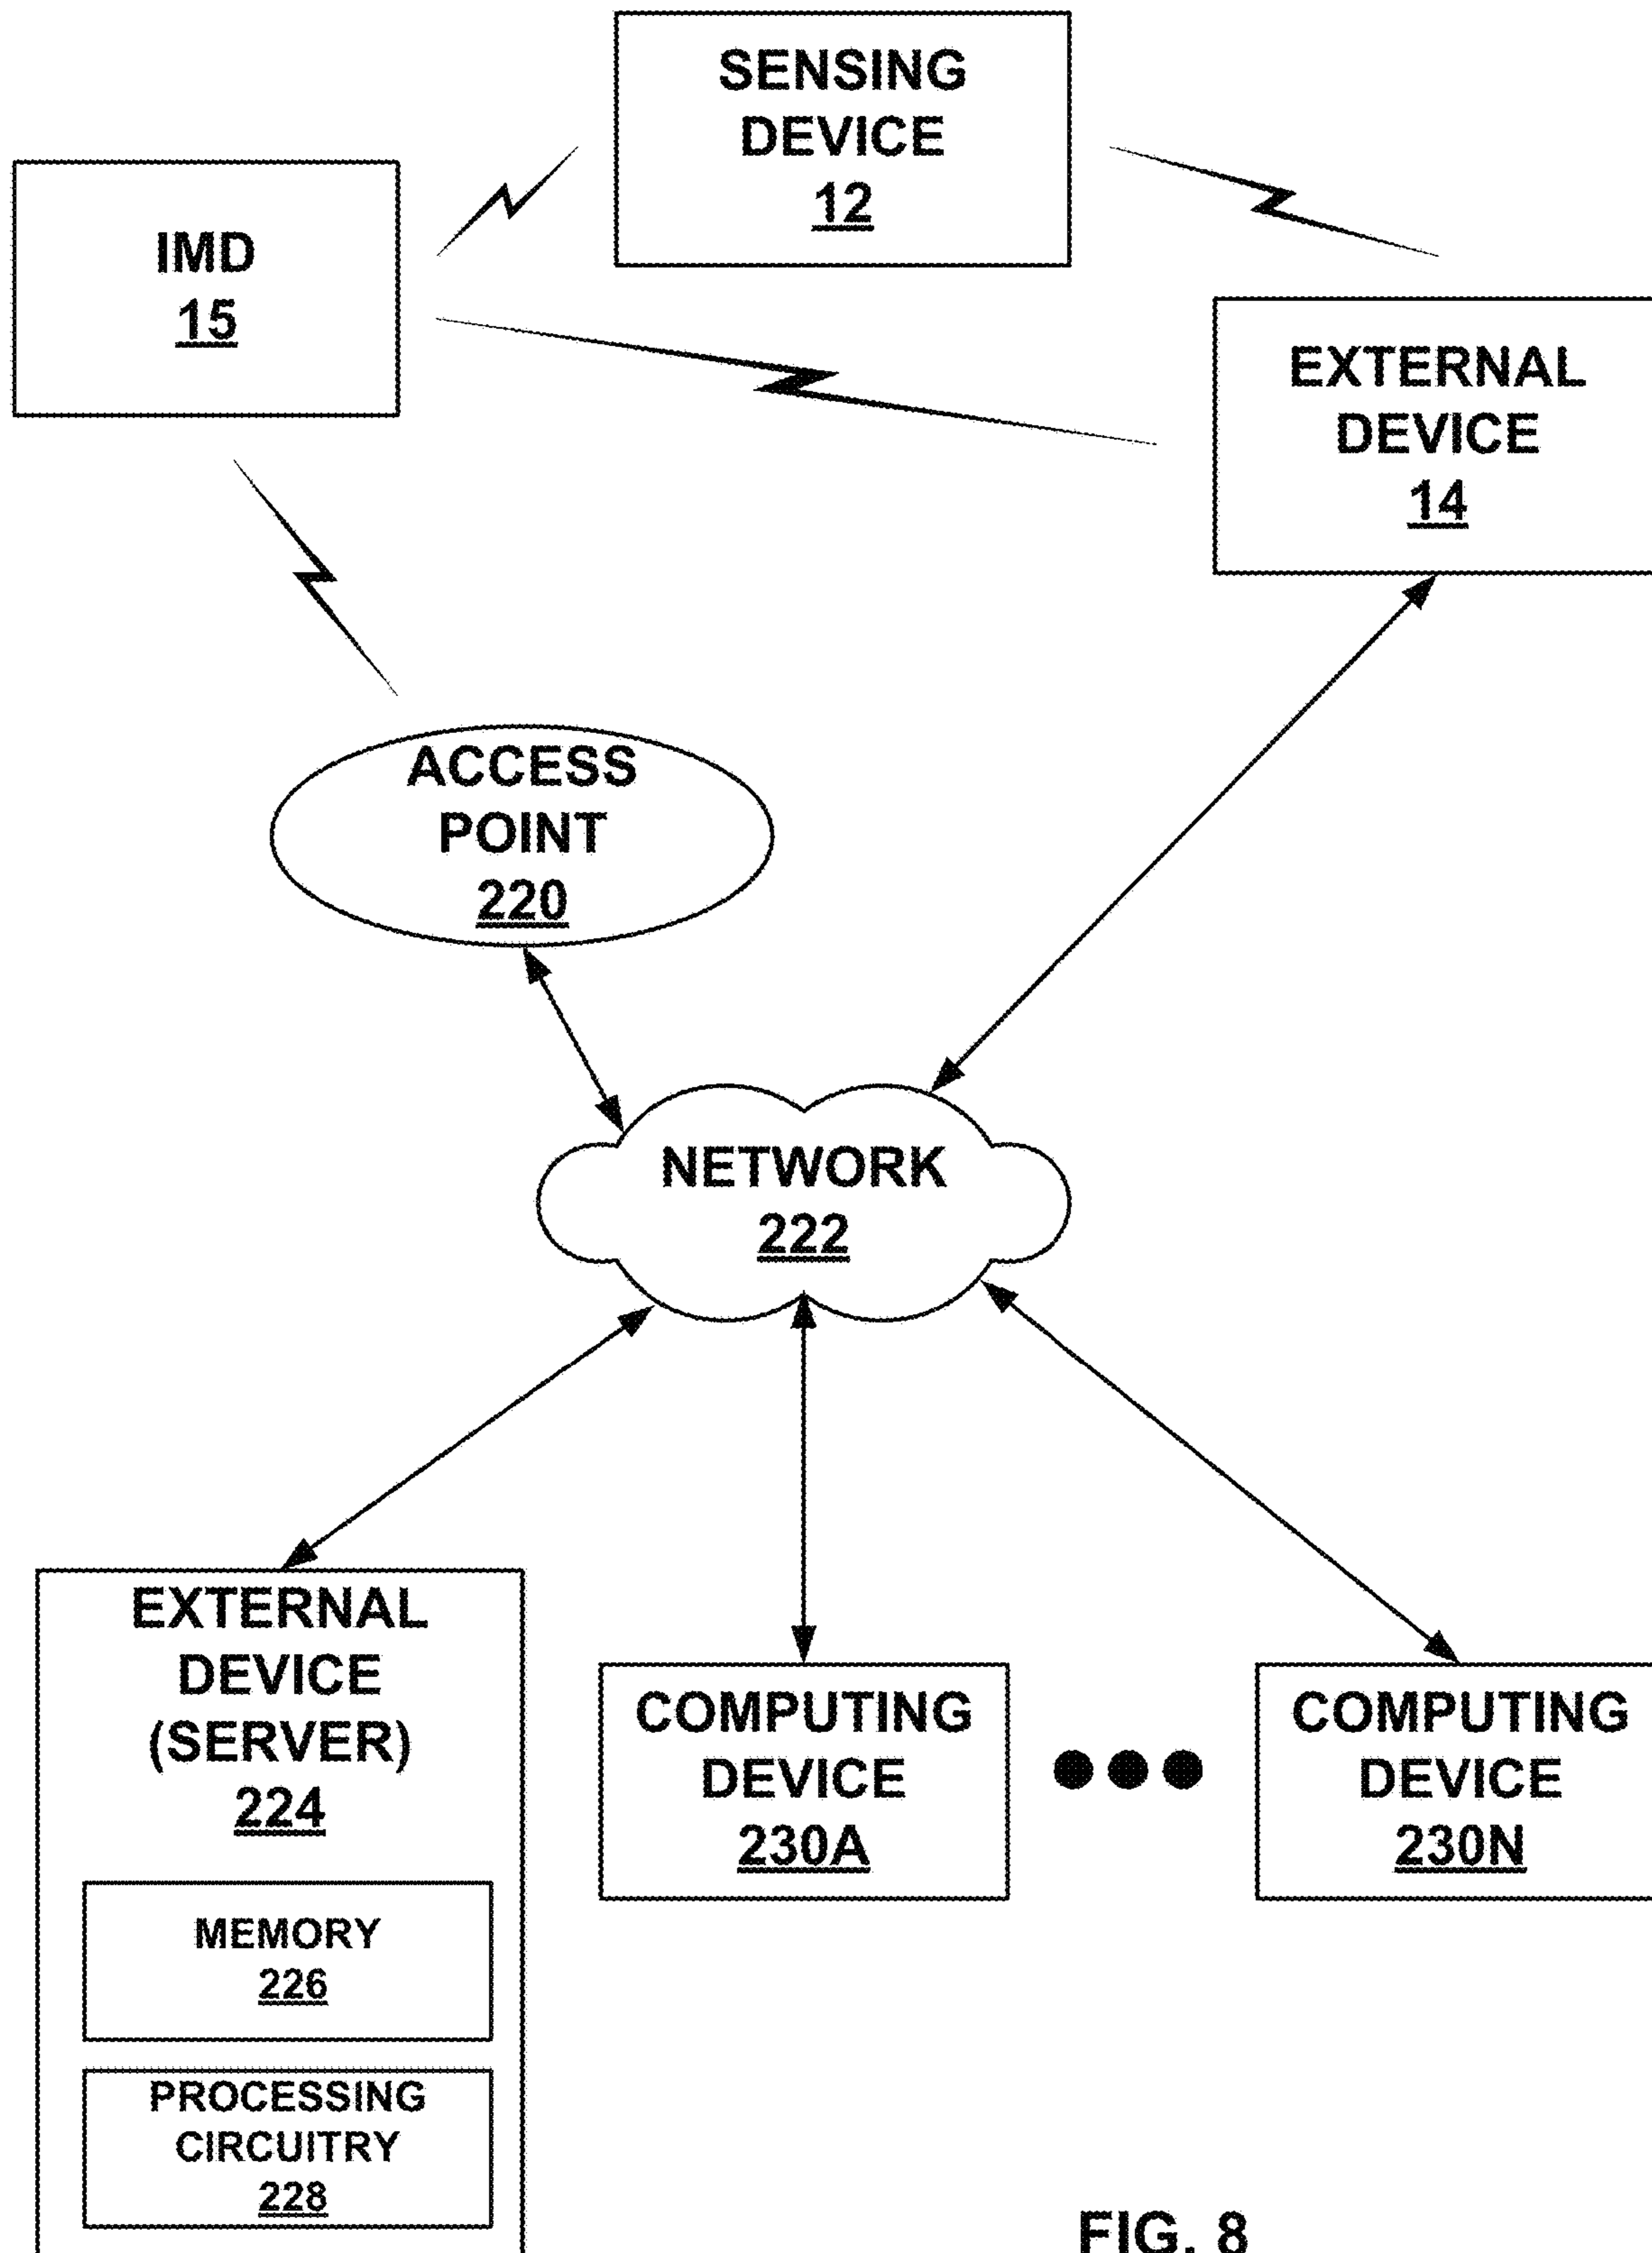 SENSING
DEVICE
12
IMD
15
EXTERNAL
DEVICE
14
ACCESS
POINT
220
NETWORK
222
EXTERNAL
DEVICE
(SERVER)
224
MEMORY
226
PROCESSING
CIRCUITRY
228
COMPUTING
DEVICE
230A
COMPUTING
DEVICE
230N
FIG. 8